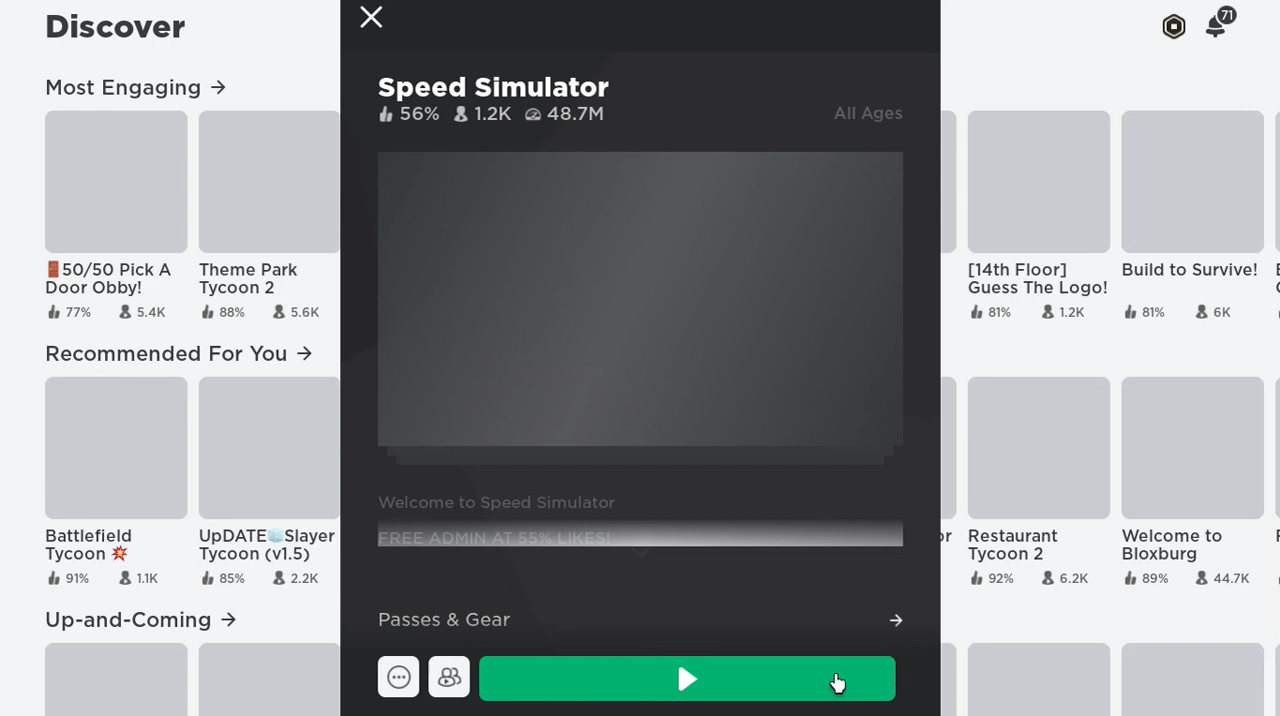 Discover
71
Most Engaging
🚪50/50 Pick A
Door Obby!
77% 5.4K
Theme Park
Tycoon 2
88% 5.6K
Speed Simulator
56% 1.2K 48.7M
All Ages
Welcome to Speed Simulator
FREE ADMIN AT 55% LIKES!
Passes & Gear
[14th Floor]
Guess The Logo!
81% 1.2K
Build to Survive!
81% 6K
Recommended For You
Battlefield
Tycoon 💥
91% 1.1K
UpDATE🧊Slayer
Tycoon (v1.5)
85% 2.2K
or
Restaurant
Tycoon 2
92% 6.2K
Welcome to
Bloxburg
89% 44.7K
Up-and-Coming